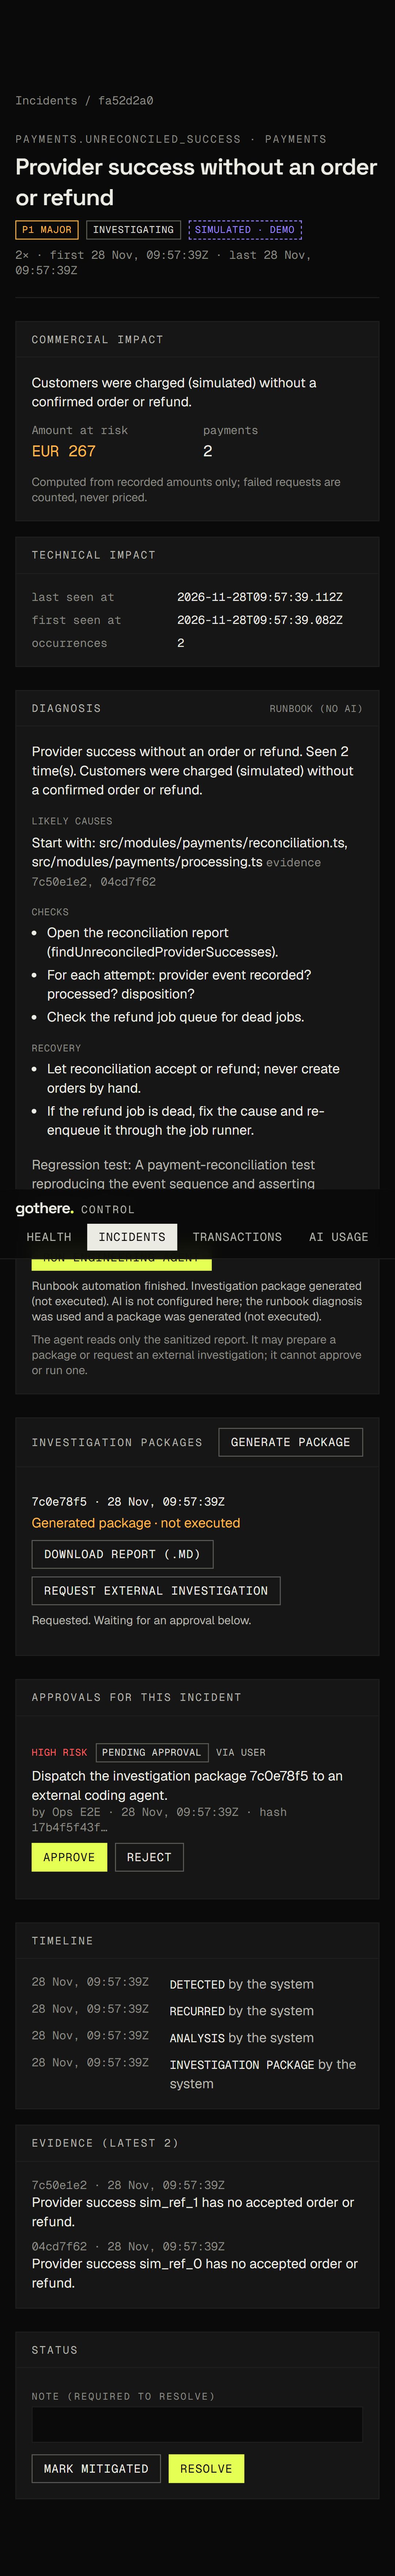 Incidents / fa52d2a0
PAYMENTS.UNRECONCILED_SUCCESS · PAYMENTS
Provider success without an order
or refund
P1 MAJOR INVESTIGATING SIMULATED · DEMO
2× · first 28 Nov, 09:57:39Z · last 28 Nov,
09:57:39Z
COMMERCIAL IMPACT
Customers were charged (simulated) without a
confirmed order or refund.
Amount at risk payments
EUR 267 2
Computed from recorded amounts only; failed requests are
counted, never priced.
TECHNICAL IMPACT
last seen at 2026-11-28T09:57:39.112Z
first seen at 2026-11-28T09:57:39.082Z
occurrences 2
DIAGNOSIS RUNBOOK (NO AI)
Provider success without an order or refund. Seen 2
time(s). Customers were charged (simulated) without
a confirmed order or refund.
LIKELY CAUSES
Start with: src/modules/payments/reconciliation.ts,
src/modules/payments/processing.ts evidence
7c50e1e2, 04cd7f62
CHECKS
• Open the reconciliation report
(findUnreconciledProviderSuccesses).
• For each attempt: provider event recorded?
processed? disposition?
• Check the refund job queue for dead jobs.
RECOVERY
• Let reconciliation accept or refund; never create
orders by hand.
• If the refund job is dead, fix the cause and re-
enqueue it through the job runner.
Regression test: A payment-reconciliation test
reproducing the event sequence and asserting
gothere. CONTROL
HEALTH INCIDENTS TRANSACTIONS AI USAGE
Runbook automation finished. Investigation package generated
(not executed). AI is not configured here; the runbook diagnosis
was used and a package was generated (not executed).
The agent reads only the sanitized report. It may prepare a
package or request an external investigation; it cannot approve
or run one.
INVESTIGATION PACKAGES GENERATE PACKAGE
7c0e78f5 · 28 Nov, 09:57:39Z
Generated package · not executed
DOWNLOAD REPORT (.MD)
REQUEST EXTERNAL INVESTIGATION
Requested. Waiting for an approval below.
APPROVALS FOR THIS INCIDENT
HIGH RISK PENDING APPROVAL VIA USER
Dispatch the investigation package 7c0e78f5 to an
external coding agent.
by Ops E2E · 28 Nov, 09:57:39Z · hash
17b4f5f43f…
APPROVE REJECT
TIMELINE
28 Nov, 09:57:39Z DETECTED by the system
28 Nov, 09:57:39Z RECURRED by the system
28 Nov, 09:57:39Z ANALYSIS by the system
28 Nov, 09:57:39Z INVESTIGATION PACKAGE by the
system
EVIDENCE (LATEST 2)
7c50e1e2 · 28 Nov, 09:57:39Z
Provider success sim_ref_1 has no accepted order or
refund.
04cd7f62 · 28 Nov, 09:57:39Z
Provider success sim_ref_0 has no accepted order or
refund.
STATUS
NOTE (REQUIRED TO RESOLVE)
MARK MITIGATED RESOLVE